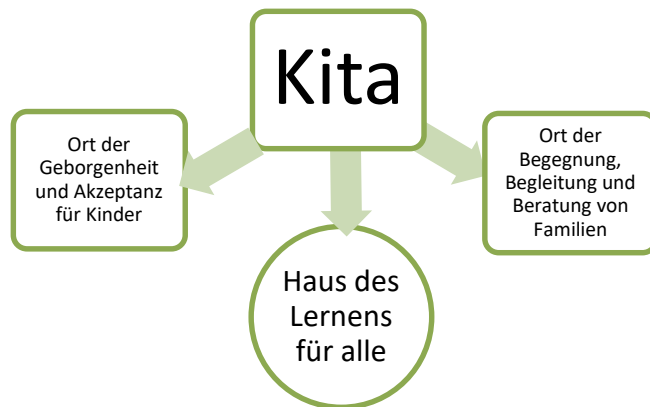 Kita
Ort der
Geborgenheit
und Akzeptanz
für Kinder
Ort der
Begegnung,
Begleitung und
Beratung von
Familien
Haus des
Lernens
für alle